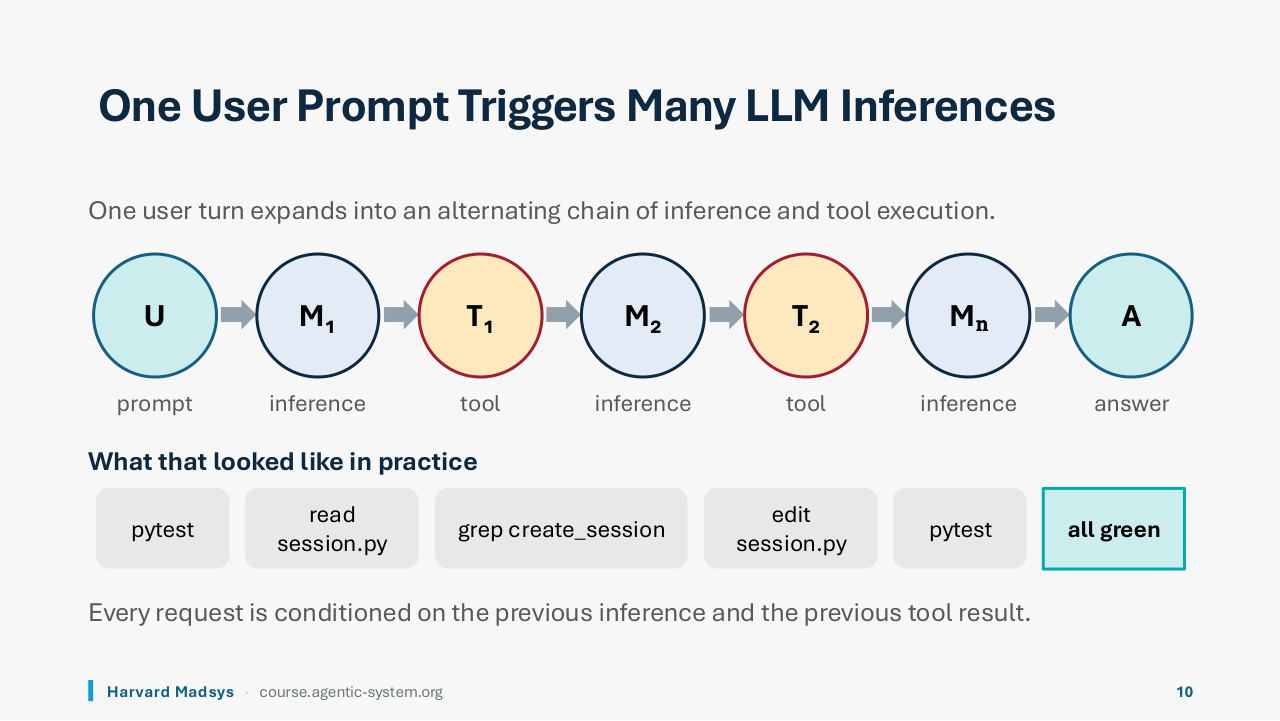 One User Prompt Triggers Many LLM Inferences
One user turn expands into an alternating chain of inference and tool execution.
U
M₁
T₁
M₂
T₂
Mₙ
A
prompt
inference
tool
inference
tool
inference
answer
What that looked like in practice
pytest
read
session.py
grep create_session
edit
session.py
pytest
all green
Every request is conditioned on the previous inference and the previous tool result.
Harvard Madsys · course.agentic-system.org
10